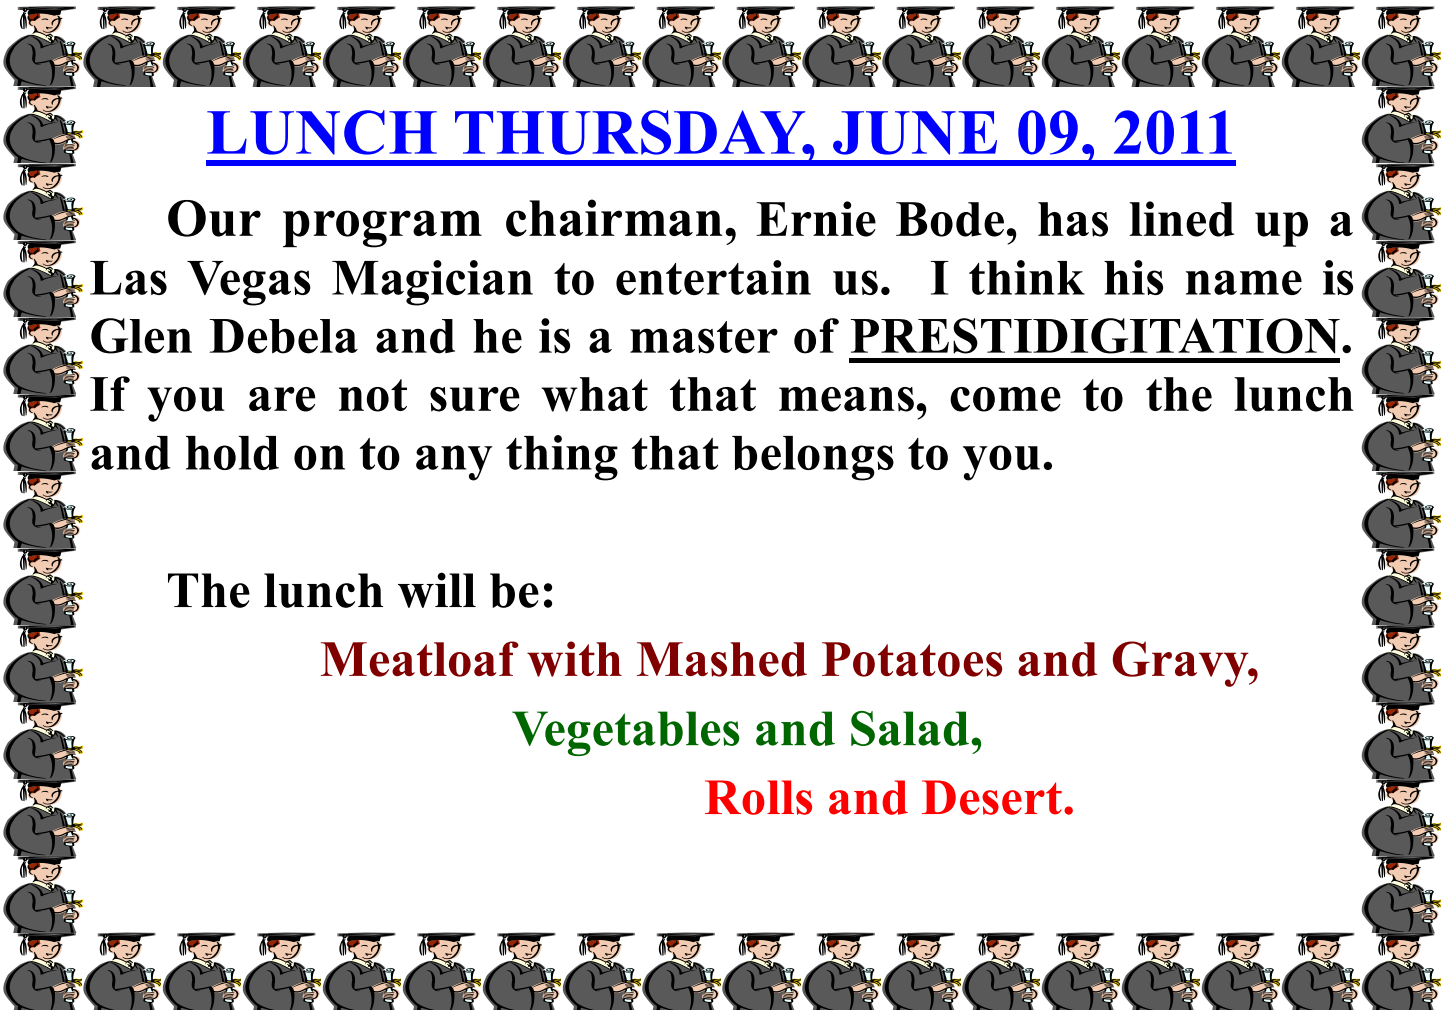 LUNCH THURSDAY, JUNE 09, 2011
Our program chairman, Ernie Bode, has lined up a
Las Vegas Magician to entertain us. I think his name is
Glen Debela and he is a master of PRESTIDIGITATION.
If you are not sure what that means, come to the lunch
and hold on to any thing that belongs to you.
The lunch will be:
Meatloaf with Mashed Potatoes and Gravy,
Vegetables and Salad,
Rolls and Desert.